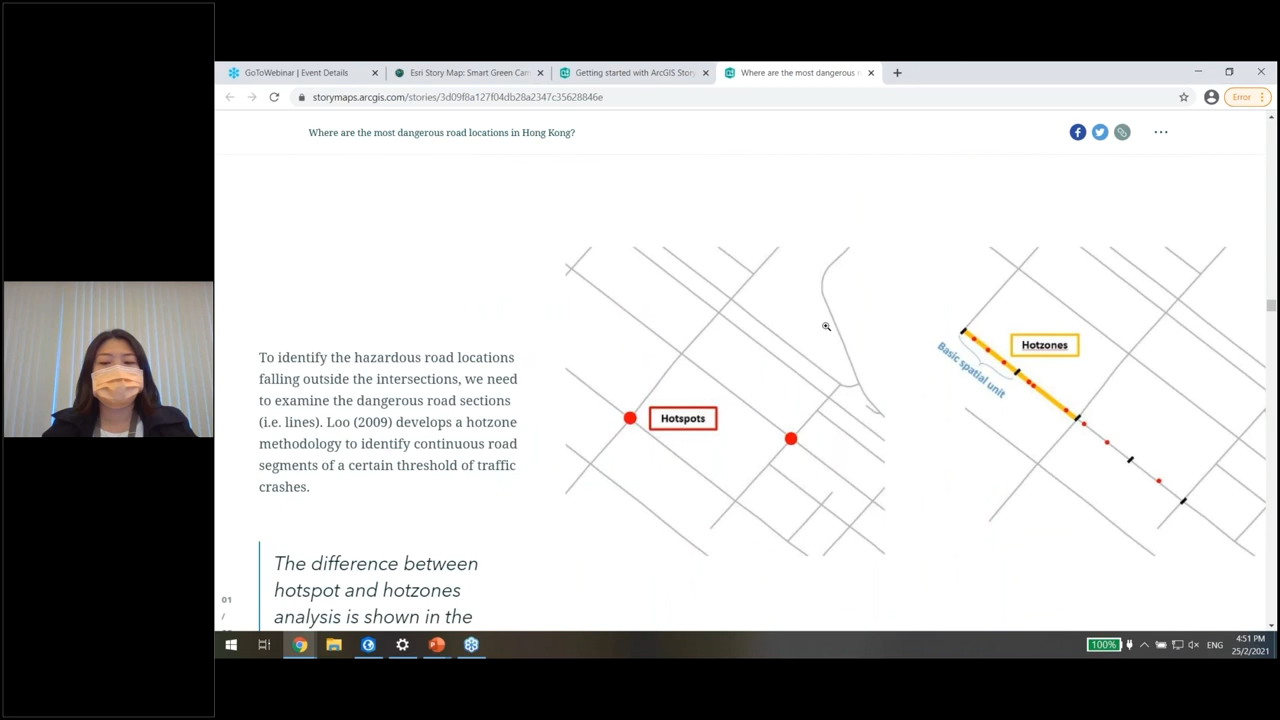 GoToWebinar | Event Details
Esri Story Map: Smart Green Cam
Getting started with ArcGIS Story
Where are the most dangerous r
storymaps.arcgis.com/stories/3d09f8a127f04db28a2347c35628846e
Error
Where are the most dangerous road locations in Hong Kong?
To identify the hazardous road locations
falling outside the intersections, we need
to examine the dangerous road sections
(i.e. lines). Loo (2009) develops a hotzone
methodology to identify continuous road
segments of a certain threshold of traffic
crashes.
The difference between
hotspot and hotzones
analysis is shown in the
Hotspots
Hotzones
Basic spatial unit
01
/
100%
ENG
4:51 PM
25/2/2021